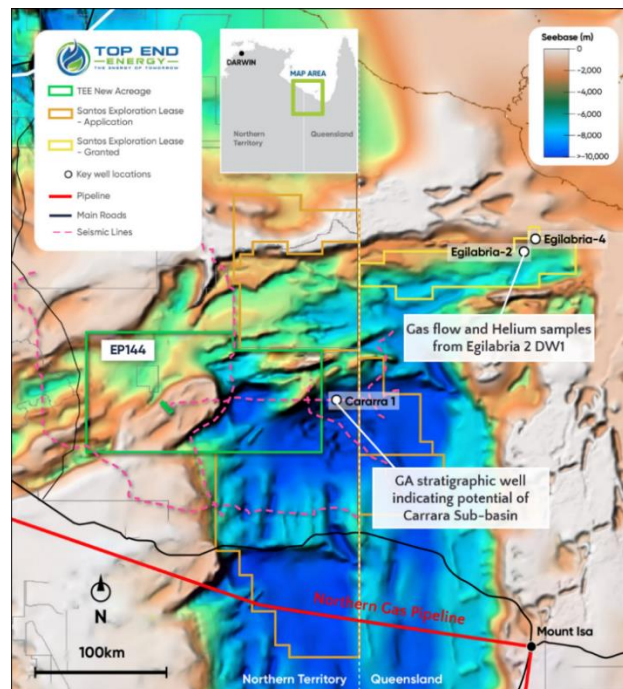 TOP END
ENERGY
THE ENERGY OF TOMORROW
TEE New Acreage
Santos Exploration Lease
- Application
Santos Exploration Lease
- Granted
Key well locations
Pipeline
Main Roads
Seismic Lines
DARWIN
MAP AREA
Northern
Territory
Queensland
Seebase (m)
0
-2,000
-4,000
-6,000
-8,000
>-10,000
Egilabria-4
Egilabria-2
Gas flow and Helium samples
from Egilabria 2 DW1
EP144
Cararra 1
GA stratigraphic well
indicating potential of
Carrara Sub-basin
N
100km
Northern Gas Pipeline
Mount Isa
Northern Territory
Queensland